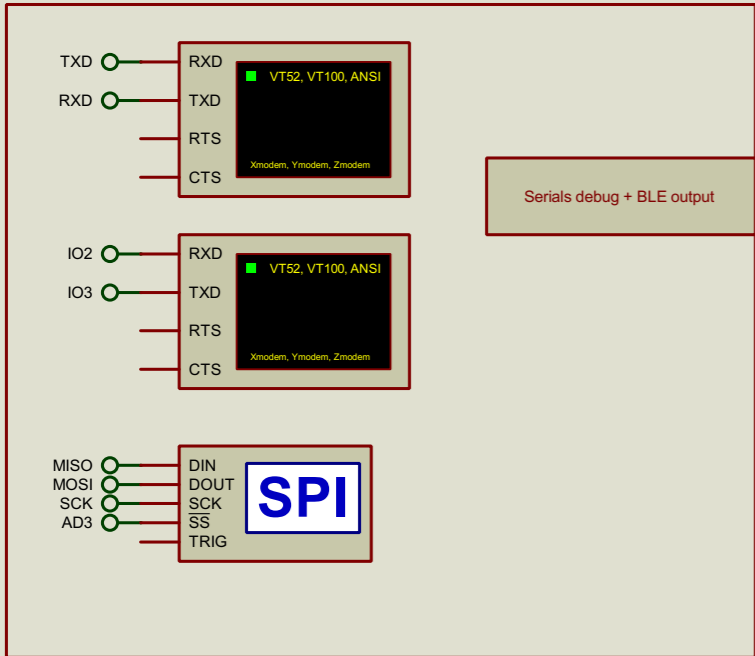 TXD RXD
VT52, VT100, ANSI
RXD TXD
RTS
Xmodem, Ymodem, Zmodem
CTS
Serials debug + BLE output
IO2 RXD
VT52, VT100, ANSI
IO3 TXD
RTS
Xmodem, Ymodem, Zmodem
CTS
MISO DIN
MOSI DOUT
SCK SCK
AD3 SS
TRIG
SPI